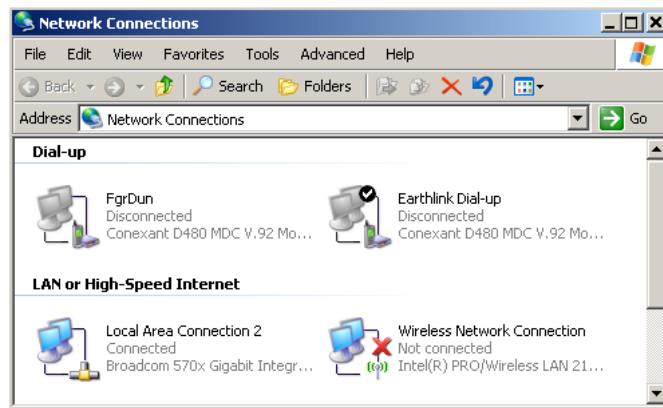 Network Connections
File Edit View Favorites Tools Advanced Help
Back Search Folders
Address Network Connections Go
Dial-up
FgrDun
Disconnected
Conexant D480 MDC V.92 Mo...
Earthlink Dial-up
Disconnected
Conexant D480 MDC V.92 Mo...
LAN or High-Speed Internet
Local Area Connection 2
Connected
Broadcom 570x Gigabit Integr...
Wireless Network Connection
Not connected
Intel(R) PRO/Wireless LAN 21...